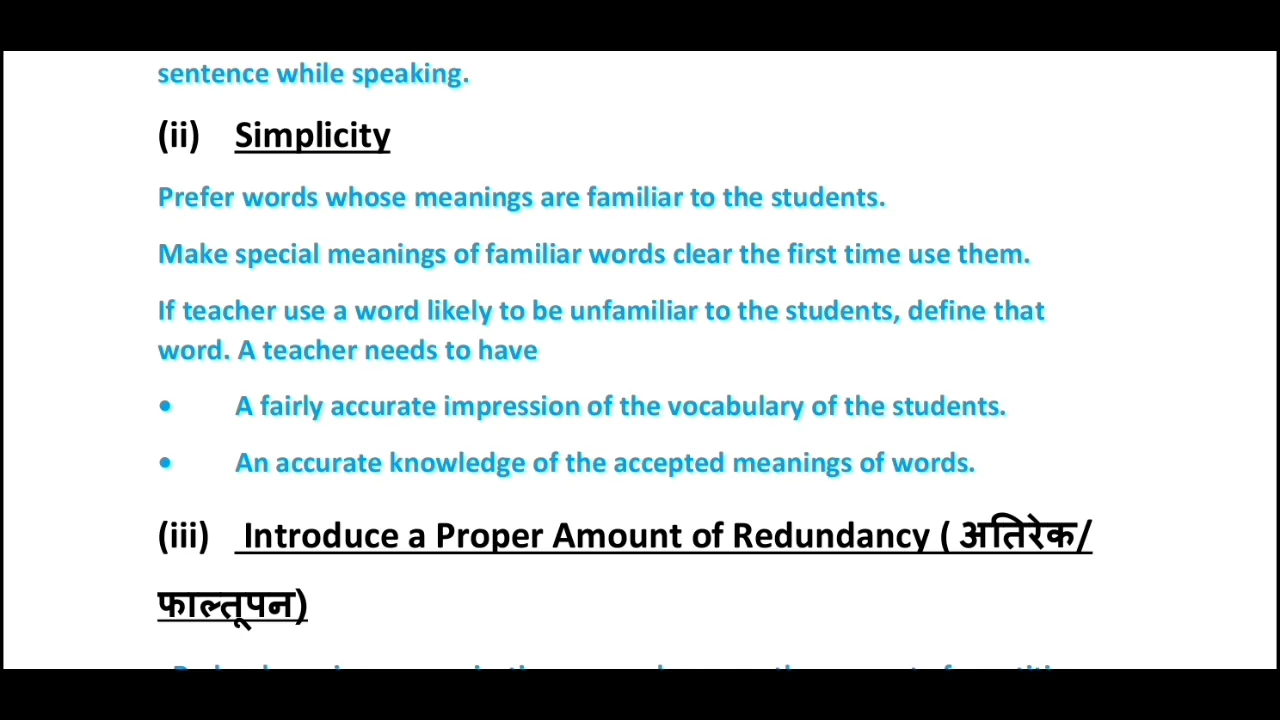 sentence while speaking.
(ii) Simplicity
Prefer words whose meanings are familiar to the students.
Make special meanings of familiar words clear the first time use them.
If teacher use a word likely to be unfamiliar to the students, define that
word. A teacher needs to have
• A fairly accurate impression of the vocabulary of the students.
• An accurate knowledge of the accepted meanings of words.
(iii) Introduce a Proper Amount of Redundancy ( अतिरेक/
फाल्तूपन)